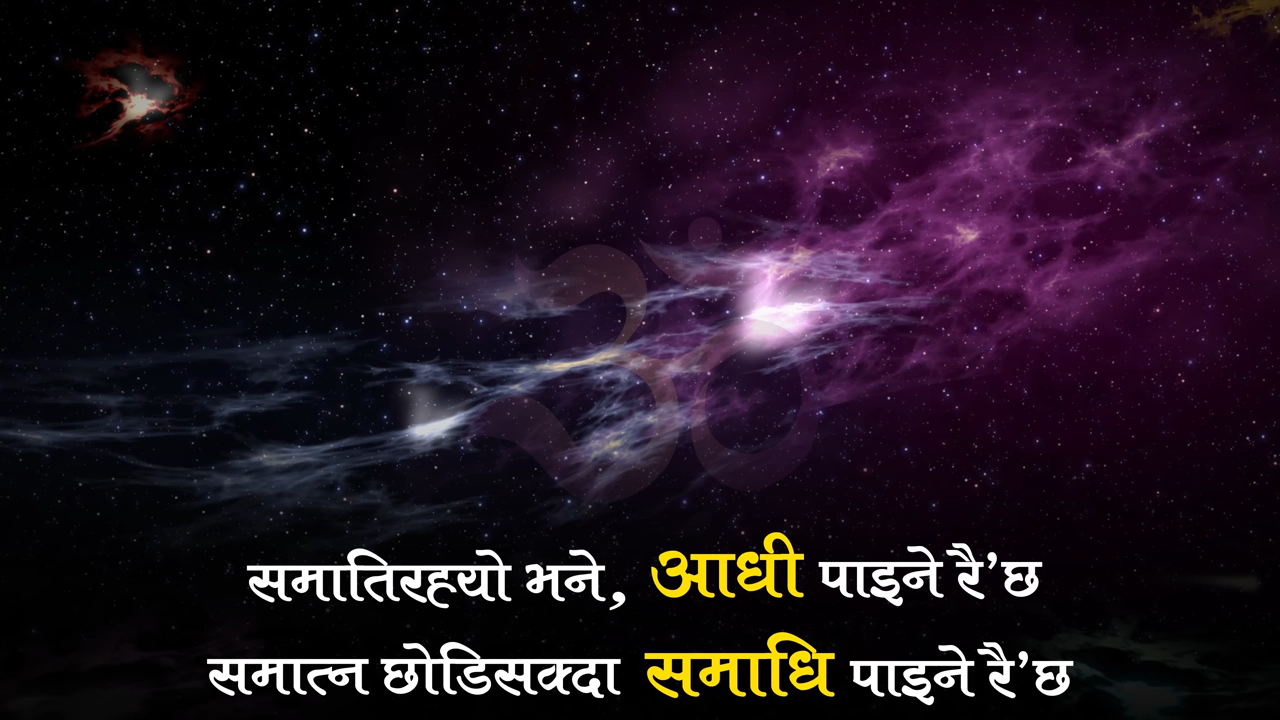 समातिरह्यो भने, आधी पाइने रै’छ
समात्न छोडिसक्दा समाधि पाइने रै’छ
ॐ